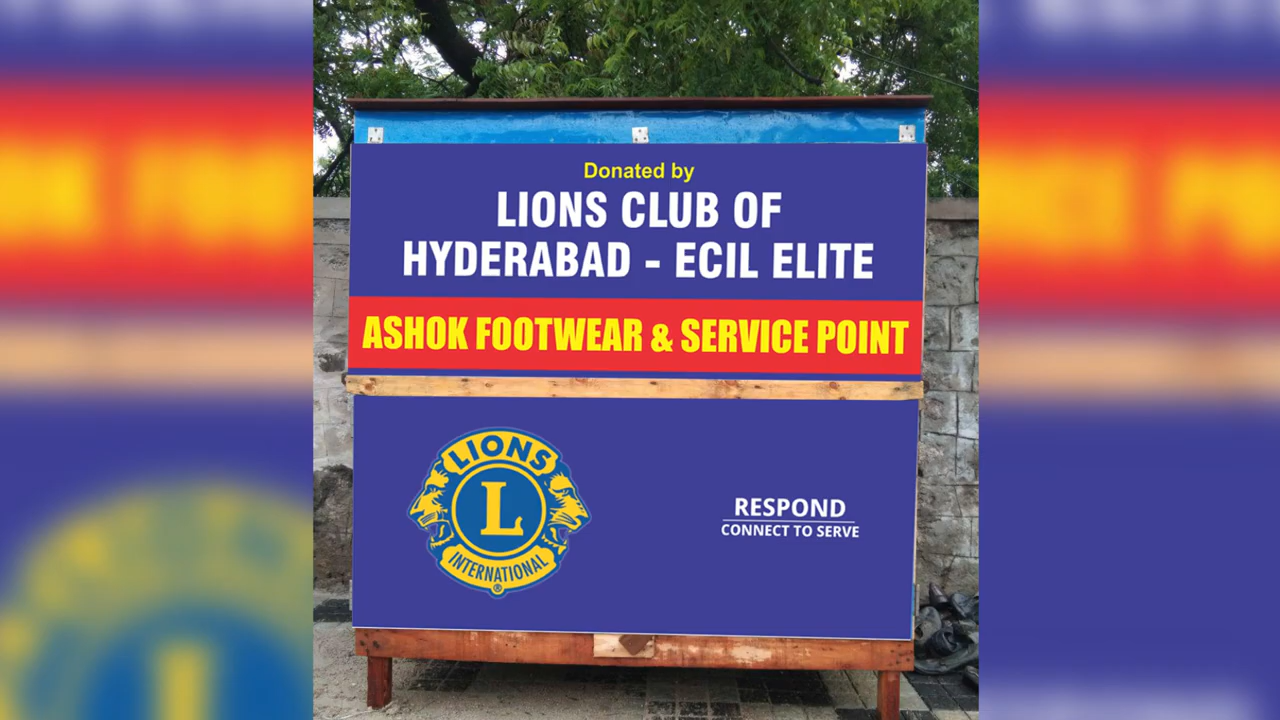 Donated by
LIONS CLUB OF
HYDERABAD - ECIL ELITE
ASHOK FOOTWEAR & SERVICE POINT
LIONS
L
INTERNATIONAL
®
RESPOND
CONNECT TO SERVE